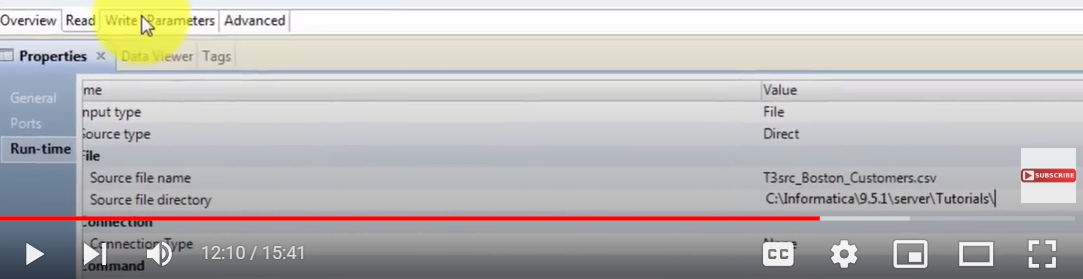 Overview Read Write Parameters Advanced
Properties Data Viewer Tags
General
Ports
Run-time
me Value
nput type File
Source type Direct
File
Source file name T3src_Boston_Customers.csv
Source file directory C:\Informatica\9.5.1\server\Tutorials\
SUBSCRIBE
Connection
Connection Type
12:10 / 15:41
CC
Command